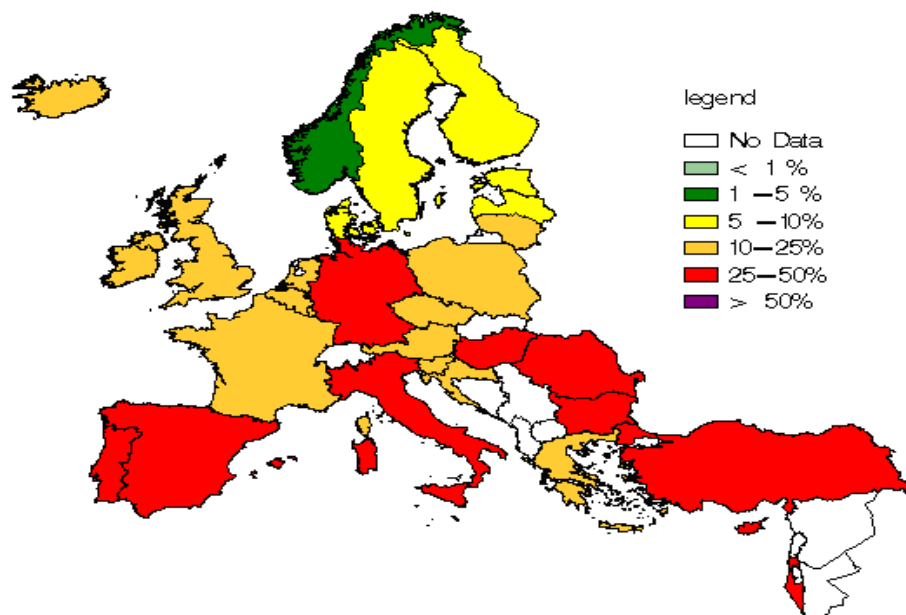 legend
No Data
< 1 %
1 –5 %
5 –10%
10–25%
25–50%
> 50%